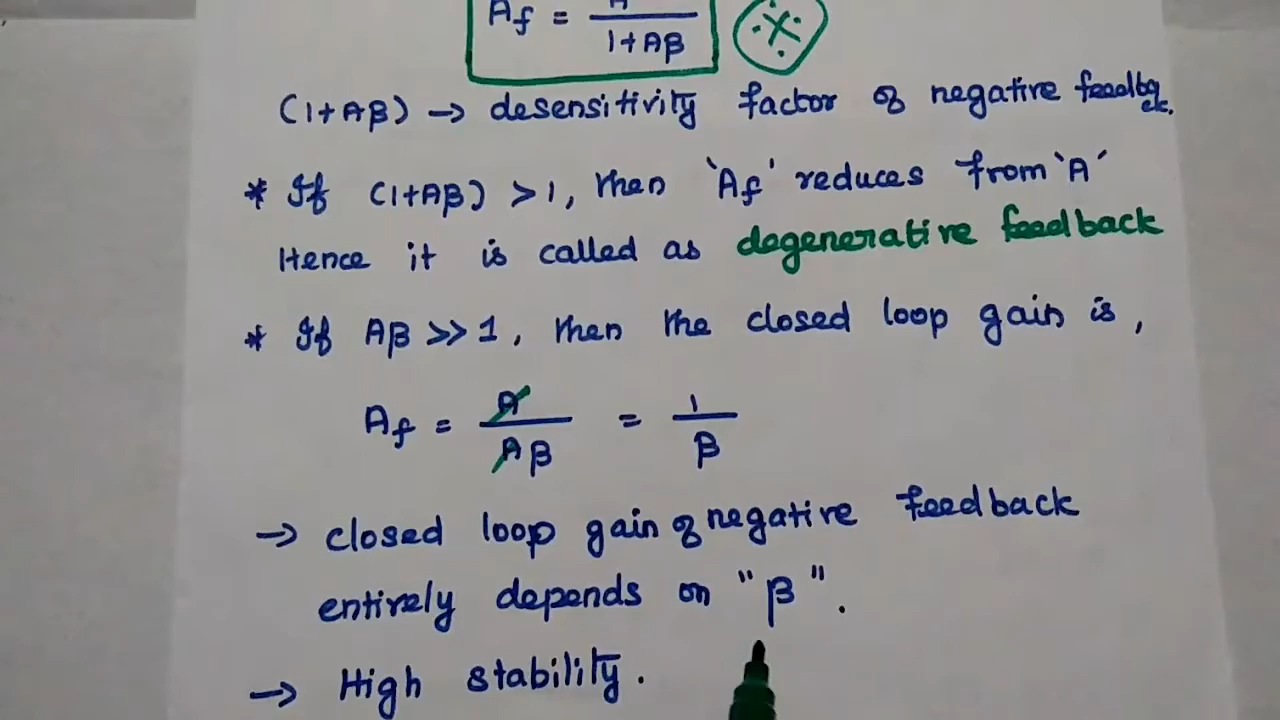 Af = A / 1+Aβ
(1+Aβ) → desensitivity factor of negative feedback.
* If (1+Aβ) > 1, then 'Af' reduces from 'A'
Hence it is called as degenerative feedback
* If Aβ >> 1, then the closed loop gain is,
Af = A / Aβ = 1 / β
→ closed loop gain of negative feedback
entirely depends on "β".
→ High stability.